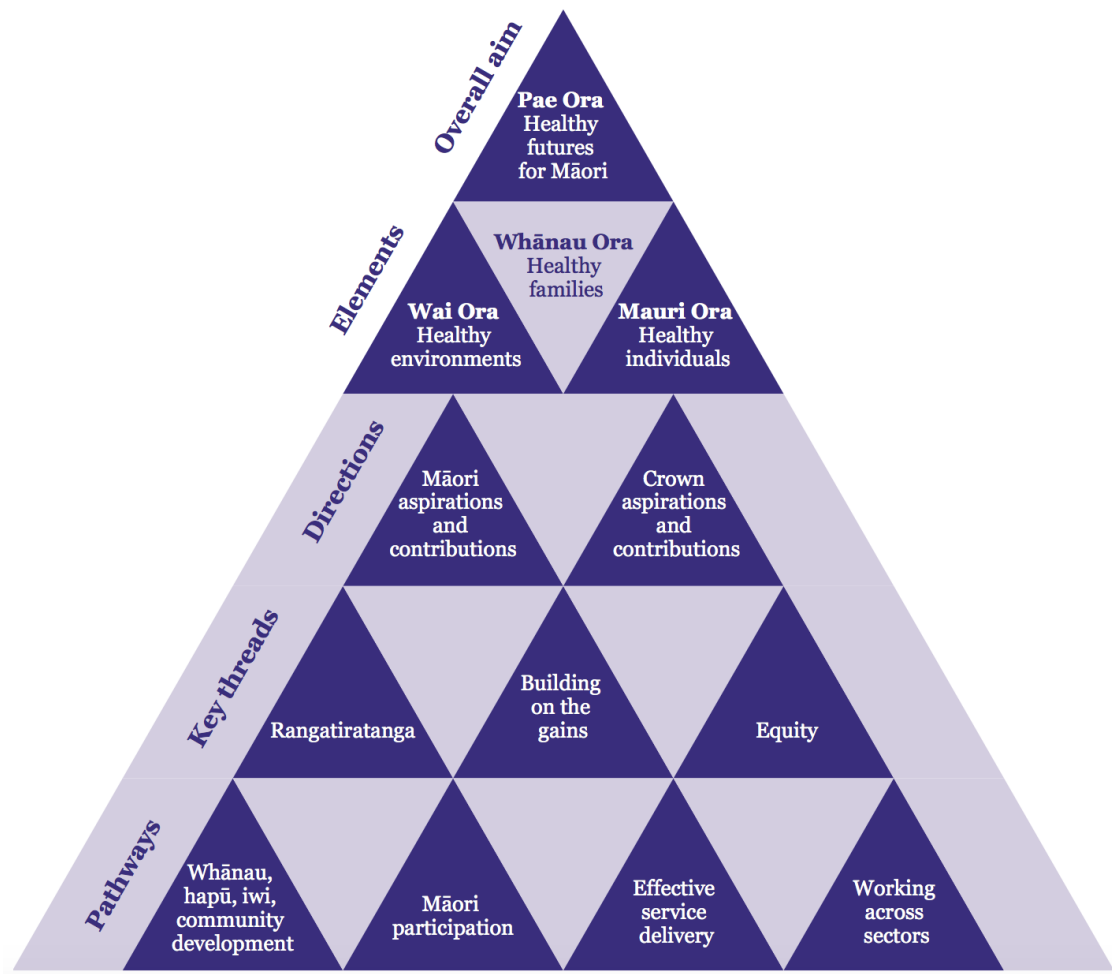 Overall aim
Pae Ora
Healthy
futures
for Māori
Elements
Whānau Ora
Healthy
families
Wai Ora
Healthy
environments
Mauri Ora
Healthy
individuals
Directions
Māori
aspirations
and
contributions
Crown
aspirations
and
contributions
Key threads
Rangatiratanga
Building
on the
gains
Equity
Pathways
Whānau,
hapū, iwi,
community
development
Māori
participation
Effective
service
delivery
Working
across
sectors